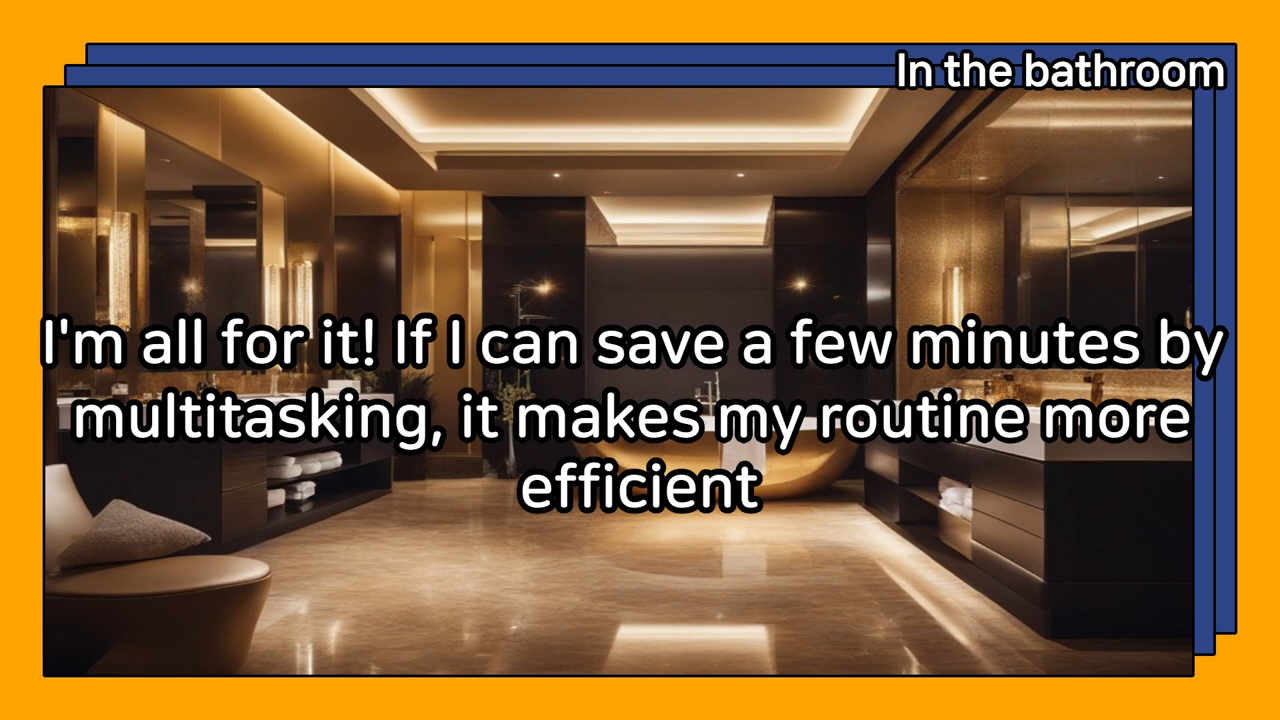 In the bathroom
I'm all for it! If I can save a few minutes by
multitasking, it makes my routine more
efficient